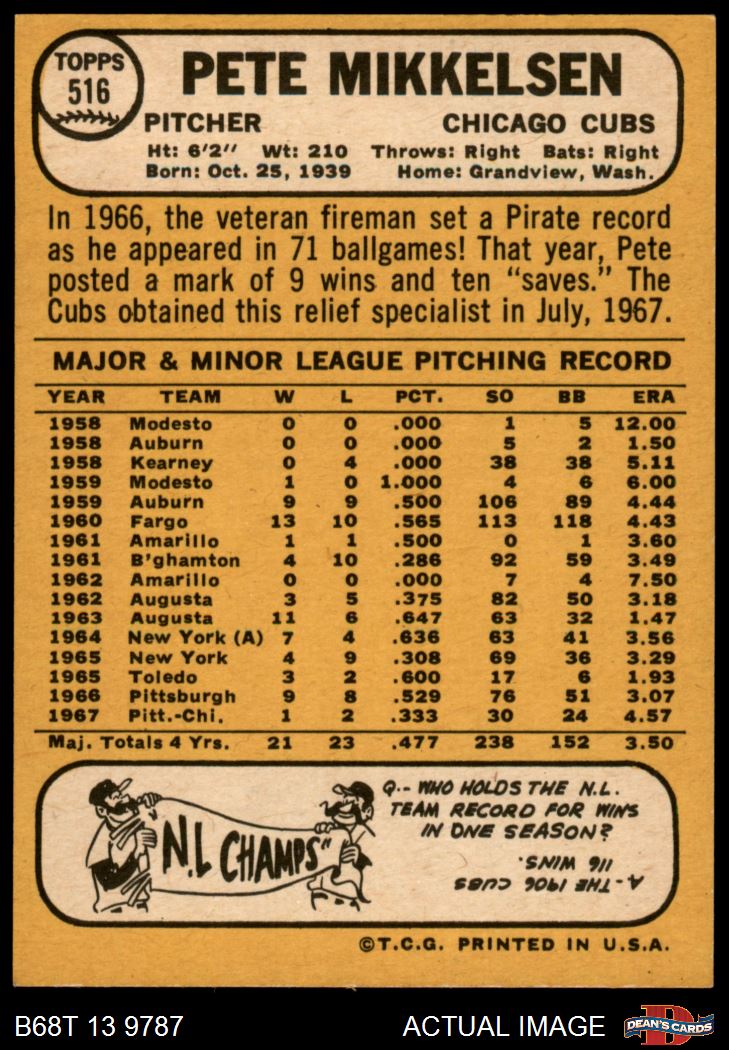 TOPPS
516
PETE MIKKELSEN
PITCHER CHICAGO CUBS
Ht: 6'2" Wt: 210 Throws: Right Bats: Right
Born: Oct. 25, 1939 Home: Grandview, Wash.
In 1966, the veteran fireman set a Pirate record
as he appeared in 71 ballgames! That year, Pete
posted a mark of 9 wins and ten “saves.” The
Cubs obtained this relief specialist in July, 1967.
MAJOR & MINOR LEAGUE PITCHING RECORD
YEAR TEAM W L PCT. SO BB ERA
1958 Modesto 0 0 .000 1 5 12.00
1958 Auburn 0 0 .000 5 2 1.50
1958 Kearney 0 4 .000 38 38 5.11
1959 Modesto 1 0 1.000 4 6 6.00
1959 Auburn 9 9 .500 106 89 4.44
1960 Fargo 13 10 .565 113 118 4.43
1961 Amarillo 1 1 .500 0 1 3.60
1961 B'ghamton 4 10 .286 92 59 3.49
1962 Amarillo 0 0 .000 7 4 7.50
1962 Augusta 3 5 .375 82 50 3.18
1963 Augusta 11 6 .647 63 32 1.47
1964 New York (A) 7 4 .636 63 41 3.56
1965 New York 4 9 .308 69 36 3.29
1965 Toledo 3 2 .600 17 6 1.93
1966 Pittsburgh 9 8 .529 76 51 3.07
1967 Pitt.-Chi. 1 2 .333 30 24 4.57
Maj. Totals 4 Yrs. 21 23 .477 238 152 3.50
"N.L CHAMPS"
Q-- WHO HOLDS THE N.L.
TEAM RECORD FOR WINS
IN ONE SEASON?
A-THE 1906 CUBS
116 WINS.
©T.C.G. PRINTED IN U.S.A.
B68T 13 9787 ACTUAL IMAGE
DEAN'S CARDS